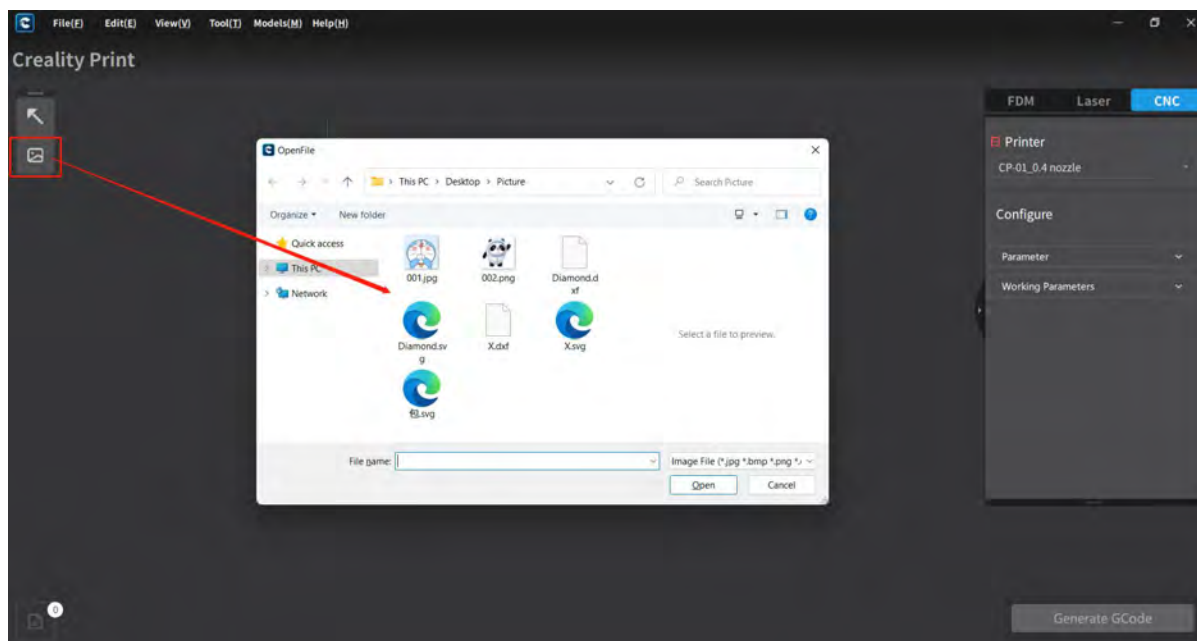 File(F) Edit(E) View(V) Tool(T) Models(M) Help(H)
Creality Print
FDM Laser CNC
Printer
CP-01_0.4 nozzle
Configure
Parameter
Working Parameters
OpenFile
This PC > Desktop > Picture
Search Picture
Organize New folder
Quick access
This PC
Network
001.jpg 002.png Diamond.d
xf
Diamond.sv X.dxf X.svg
g
包.svg
Select a file to preview.
File name: Image File (*.jpg *.bmp *.png *.
Open Cancel
0
Generate GCode